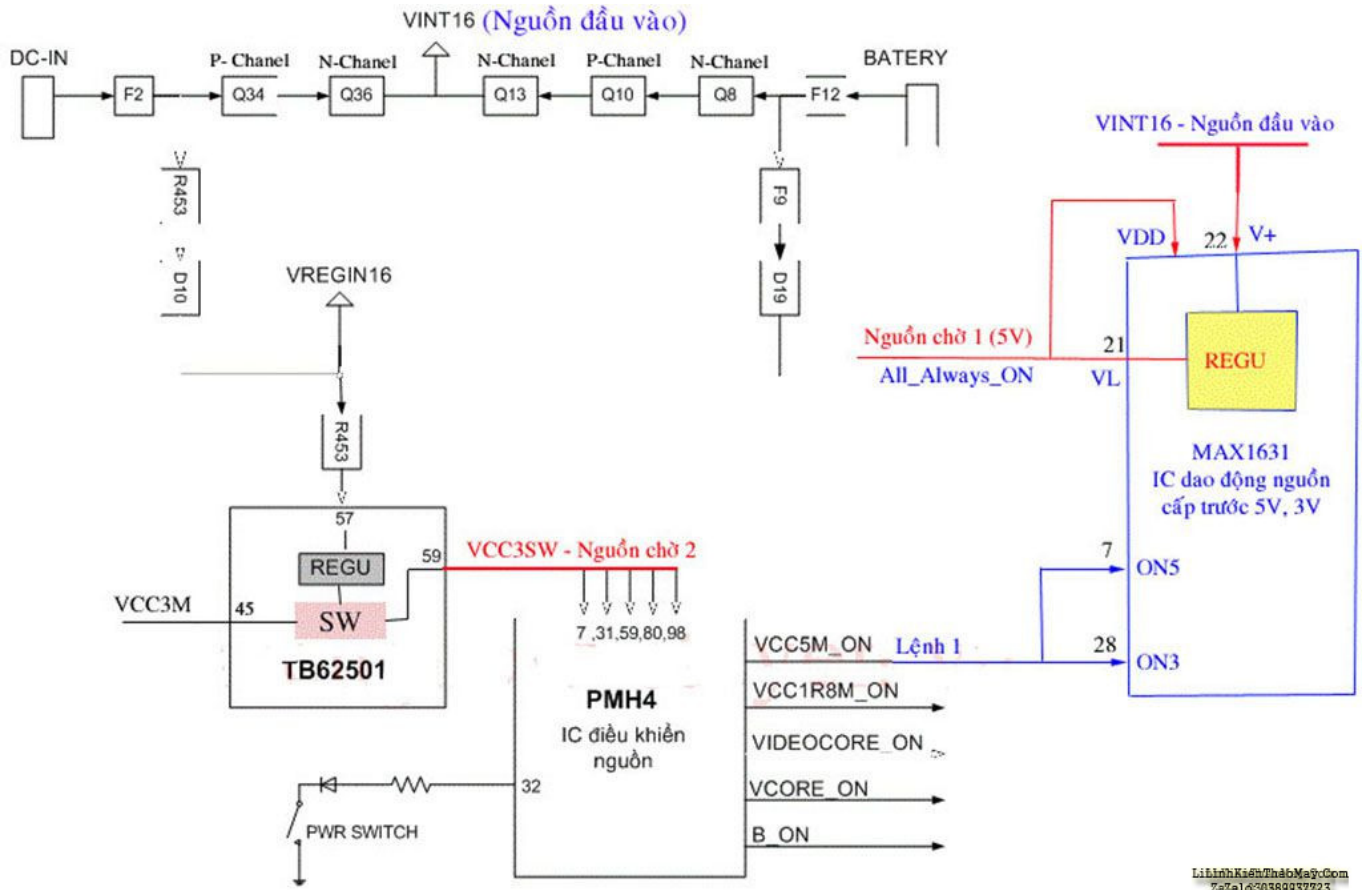 VINT16 (Nguồn đầu vào)
DC-IN
P- Chanel
N-Channel
N-Channel
P-Channel
N-Channel
BATERY
F2
Q34
Q36
Q13
Q10
Q8
F12
R453
D10
F9
D19
VINT16 - Nguồn đầu vào
VDD
22
V+
VREGIN16
Nguồn chờ 1 (5V)
21
REGU
All_Always_ON
VL
R453
MAX1631
IC dao động nguồn
cấp trước 5V, 3V
57
REGU
59
VCC3SW - Nguồn chờ 2
7
ON5
VCC3M
45
SW
TB62501
7 ,31,59,80,98
VCC5M_ON
Lệnh 1
28
ON3
PMH4
IC điều khiển
nguồn
VCC1R8M_ON
VIDEOCORE_ON
32
VCORE_ON
PWR SWITCH
B_ON